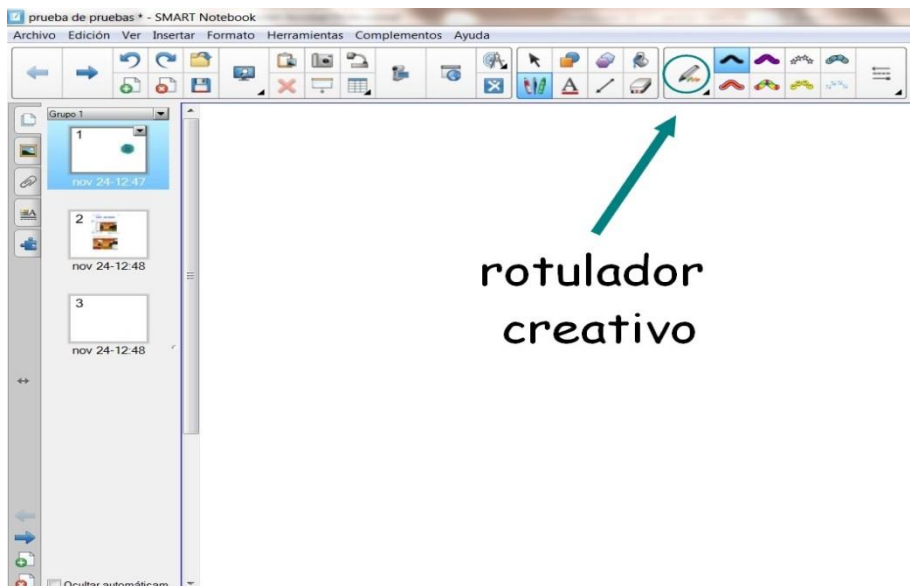 prueba de pruebas * - SMART Notebook
Archivo Edición Ver Insertar Formato Herramientas Complementos Ayuda
Grupo 1
1
nov 24-12:47
2
nov 24-12:48
3
nov 24-12:48
Ocultar automáticam
rotulador
creativo